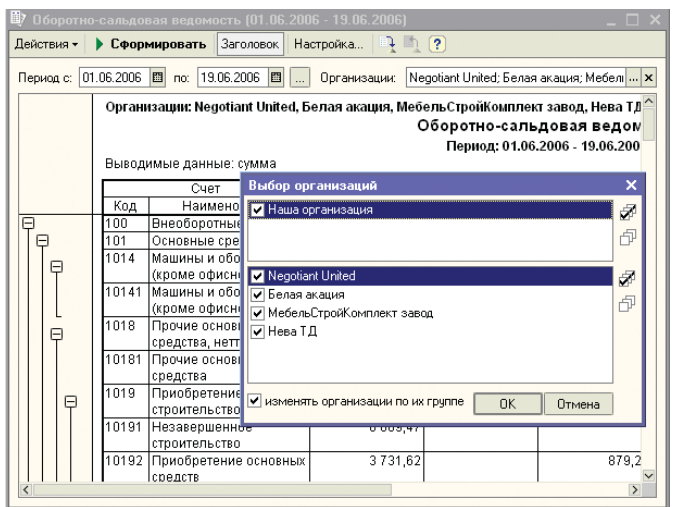 Оборотно-сальдовая ведомость (01.06.2006 - 19.06.2006)
Действия Сформировать Заголовок Настройка... ?
Период с: 01.06.2006 по: 19.06.2006 ... Организации: Negotiant United; Белая акация; Мебел ... x
Организации: Negotiant United, Белая акация, МебельСтройКомплект завод, Нева ТД
Оборотно-сальдовая ведом
Период: 01.06.2006 - 19.06.200
Выводимые данные: сумма
Счет
Код Наимено
100 Внеоборотные
101 Основные сре
1014 Машины и обо
(кроме офисн
10141 Машины и обо
(кроме офисн
1018 Прочие основ
средства, нетт
10181 Прочие основ
средства
1019 Приобретение
строительство
10191 Незавершенное
строительство
10192 Приобретение основных 3 731,62 879,2
средств
Выбор организаций
Наша организация
Negotiant United
Белая акация
МебельСтройКомплект завод
Нева ТД
изменять организации по их группе OK Отмена